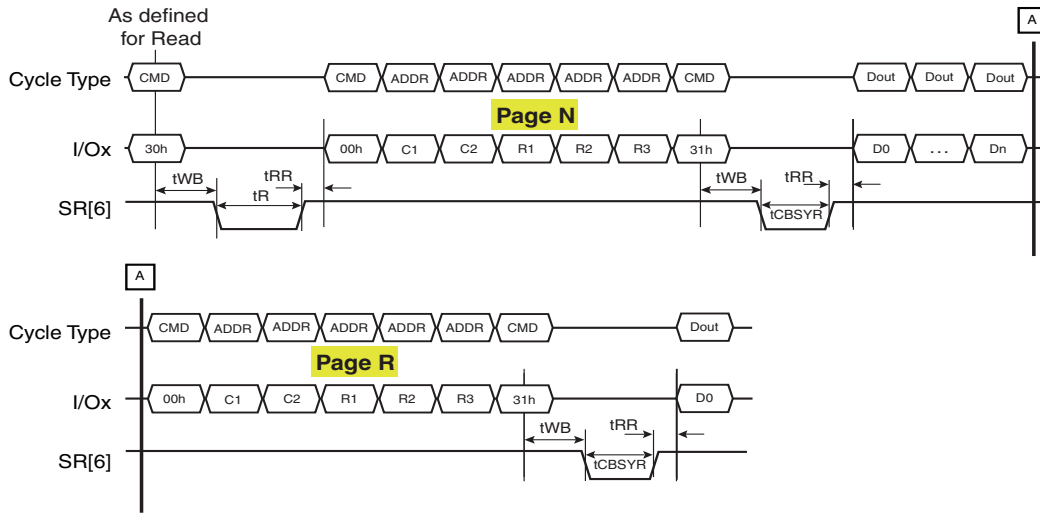 As defined
for Read
A
Cycle Type CMD CMD ADDR ADDR ADDR ADDR ADDR CMD Dout Dout Dout
Page N
I/Ox 30h 00h C1 C2 R1 R2 R3 31h D0 ... Dn
tWB tRR tWB tRR
SR[6] tR tCBSYR
A
Cycle Type CMD ADDR ADDR ADDR ADDR ADDR CMD Dout
Page R
I/Ox 00h C1 C2 R1 R2 R3 31h D0
tWB tRR
SR[6] tCBSYR